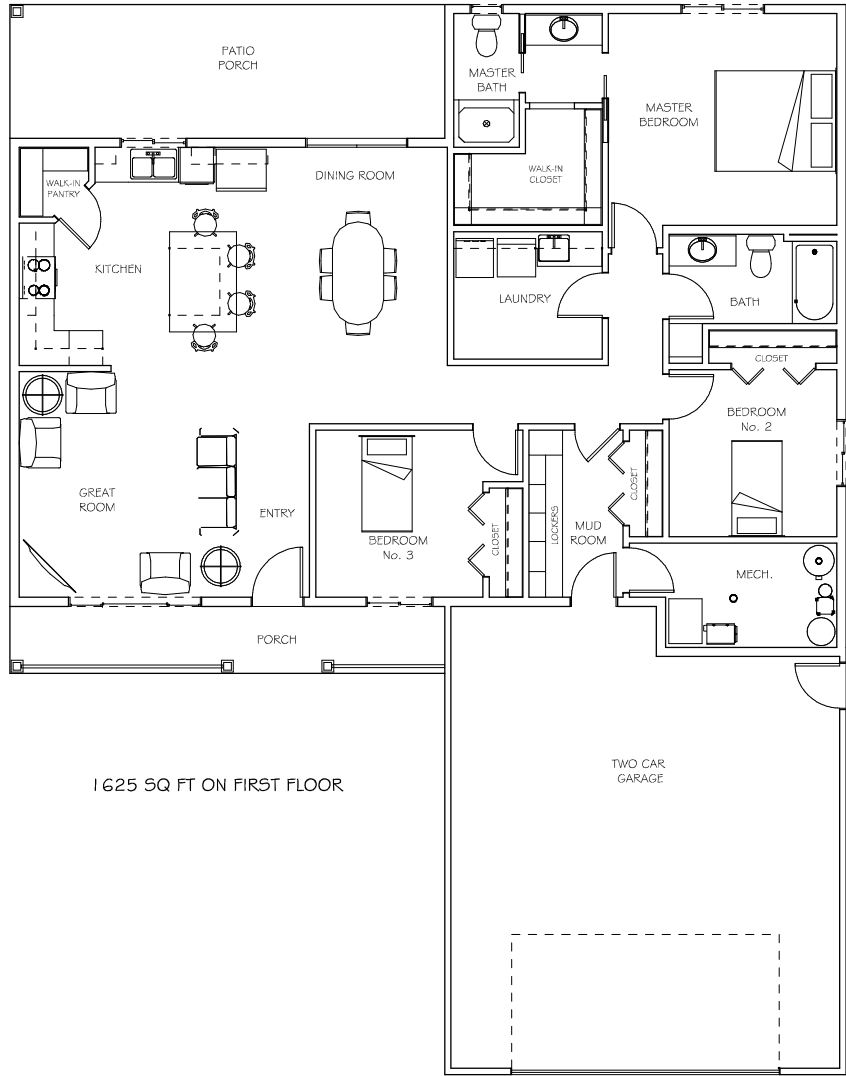 PATIO
PORCH
MASTER
BATH
MASTER
BEDROOM
WALK-IN
CLOSET
WALK-IN
PANTRY
DINING ROOM
KITCHEN
LAUNDRY
BATH
CLOSET
BEDROOM
No. 2
GREAT
ROOM
ENTRY
BEDROOM
No. 3
CLOSET
LOCKERS
MUD
ROOM
CLOSET
MECH.
PORCH
TWO CAR
GARAGE
1625 SQ FT ON FIRST FLOOR